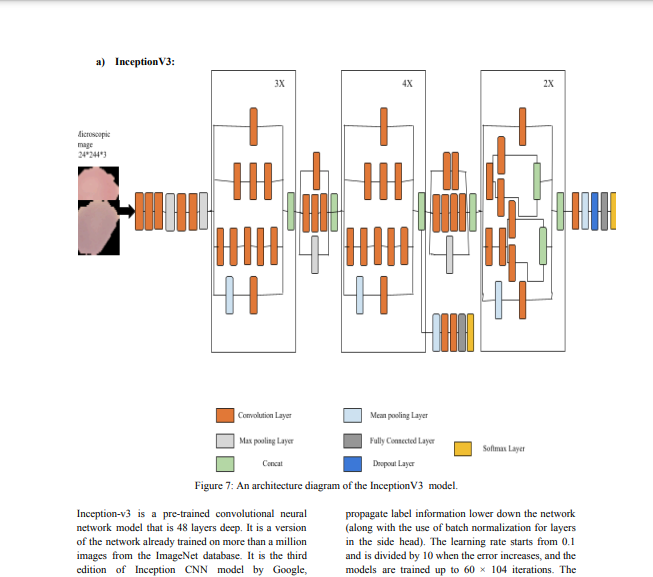 a) InceptionV3:
3X
4X
2X
Microscopic
mage
24*244*3
Convolution Layer
Mean pooling Layer
Max pooling Layer
Fully Connected Layer
Softmax Layer
Concat
Dropout Layer
Figure 7: An architecture diagram of the InceptionV3 model.
Inception-v3 is a pre-trained convolutional neural
network model that is 48 layers deep. It is a version
of the network already trained on more than a million
images from the ImageNet database. It is the third
edition of Inception CNN model by Google,
propagate label information lower down the network
(along with the use of batch normalization for layers
in the side head). The learning rate starts from 0.1
and is divided by 10 when the error increases, and the
models are trained up to 60 × 104 iterations. The